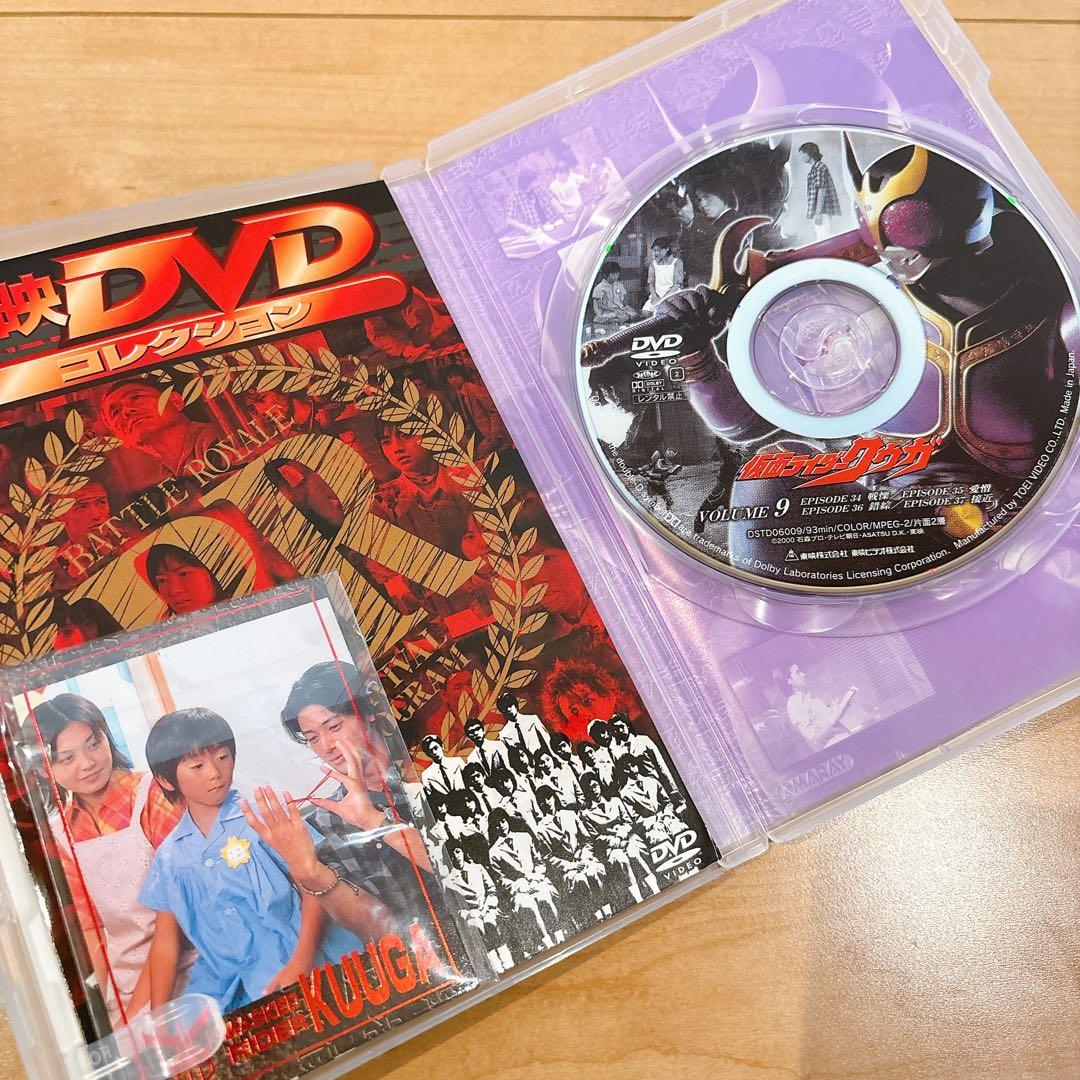 映DVD
コレクション
BATTLE ROYALE
KUUGA
DVD
VIDEO
DVD
VIDEO
2
DOLBY
DIGITAL
レンタル禁止
仮面ライダークウガ
VOLUME 9
EPISODE 34 戦慄／EPISODE 35 愛憎
EPISODE 36 錯綜／EPISODE 37 接近
DSTD06009/93min/COLOR/MPEG-2/片面2層
©2000 石森プロ・テレビ朝日・ASATSU D.K.・東映
東映株式会社 東映ビデオ株式会社
trademarks of Dolby Laboratories Licensing Corporation. Manufactured by TOEI VIDEO CO.,LTD. Made in Japan.
AMARAY